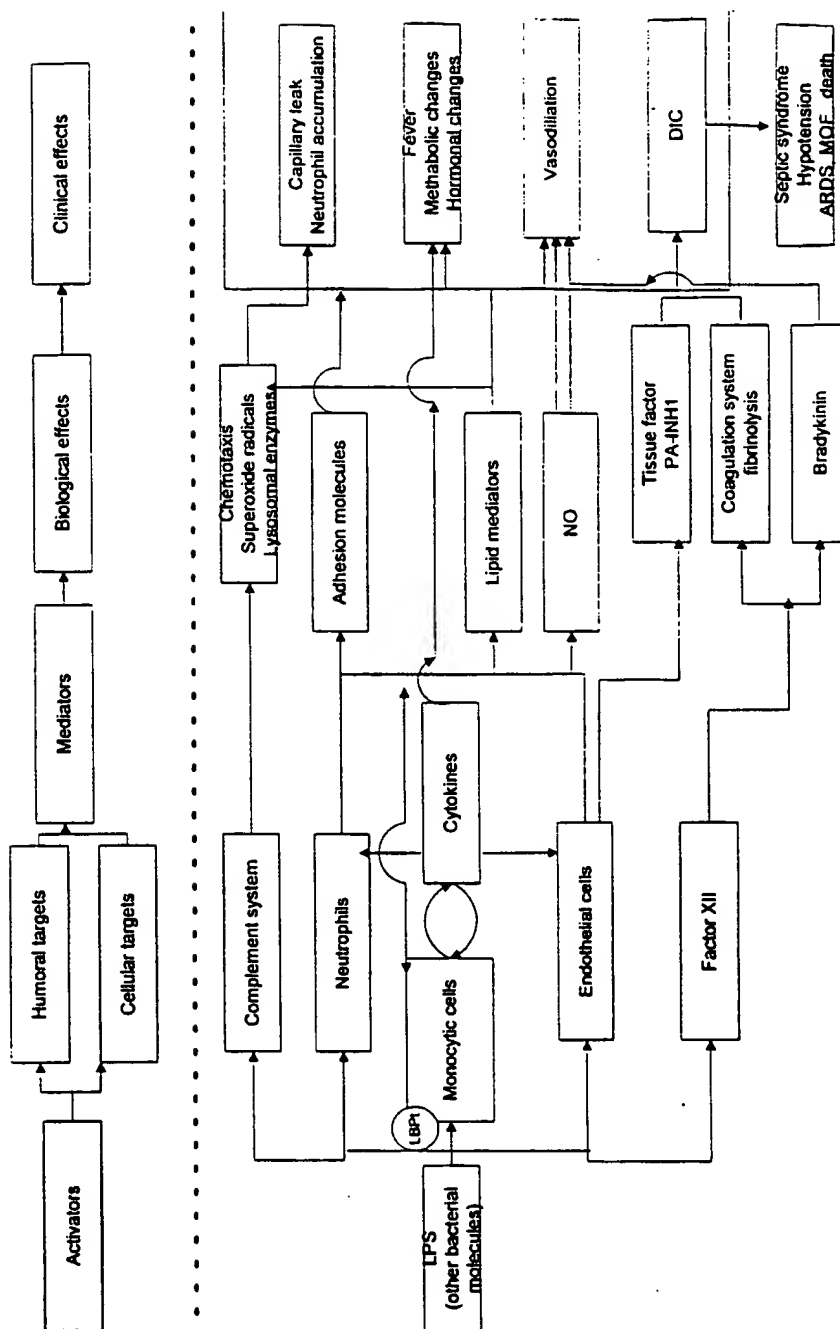 Activators
Humoral targets
Cellular targets
Mediators
Biological effects
Clinical effects
LPS
(other bacterial
molecules)
LBPt
Monocytic cells
Complement system
Neutrophils
Cytokines
Endothelial cells
Factor XII
Chemotaxis
Superoxide radicals
Lysosomal enzymes
Adhesion molecules
Lipid mediators
NO
Tissue factor
PA-INH1
Coagulation system
fibrinolysis
Bradykinin
Capillary leak
Neutrophil accumulation
Fever
Methabolic changes
Hormonal changes
Vasodillation
DIC
Septic syndrome
Hypotension
ARDS, MOF, death